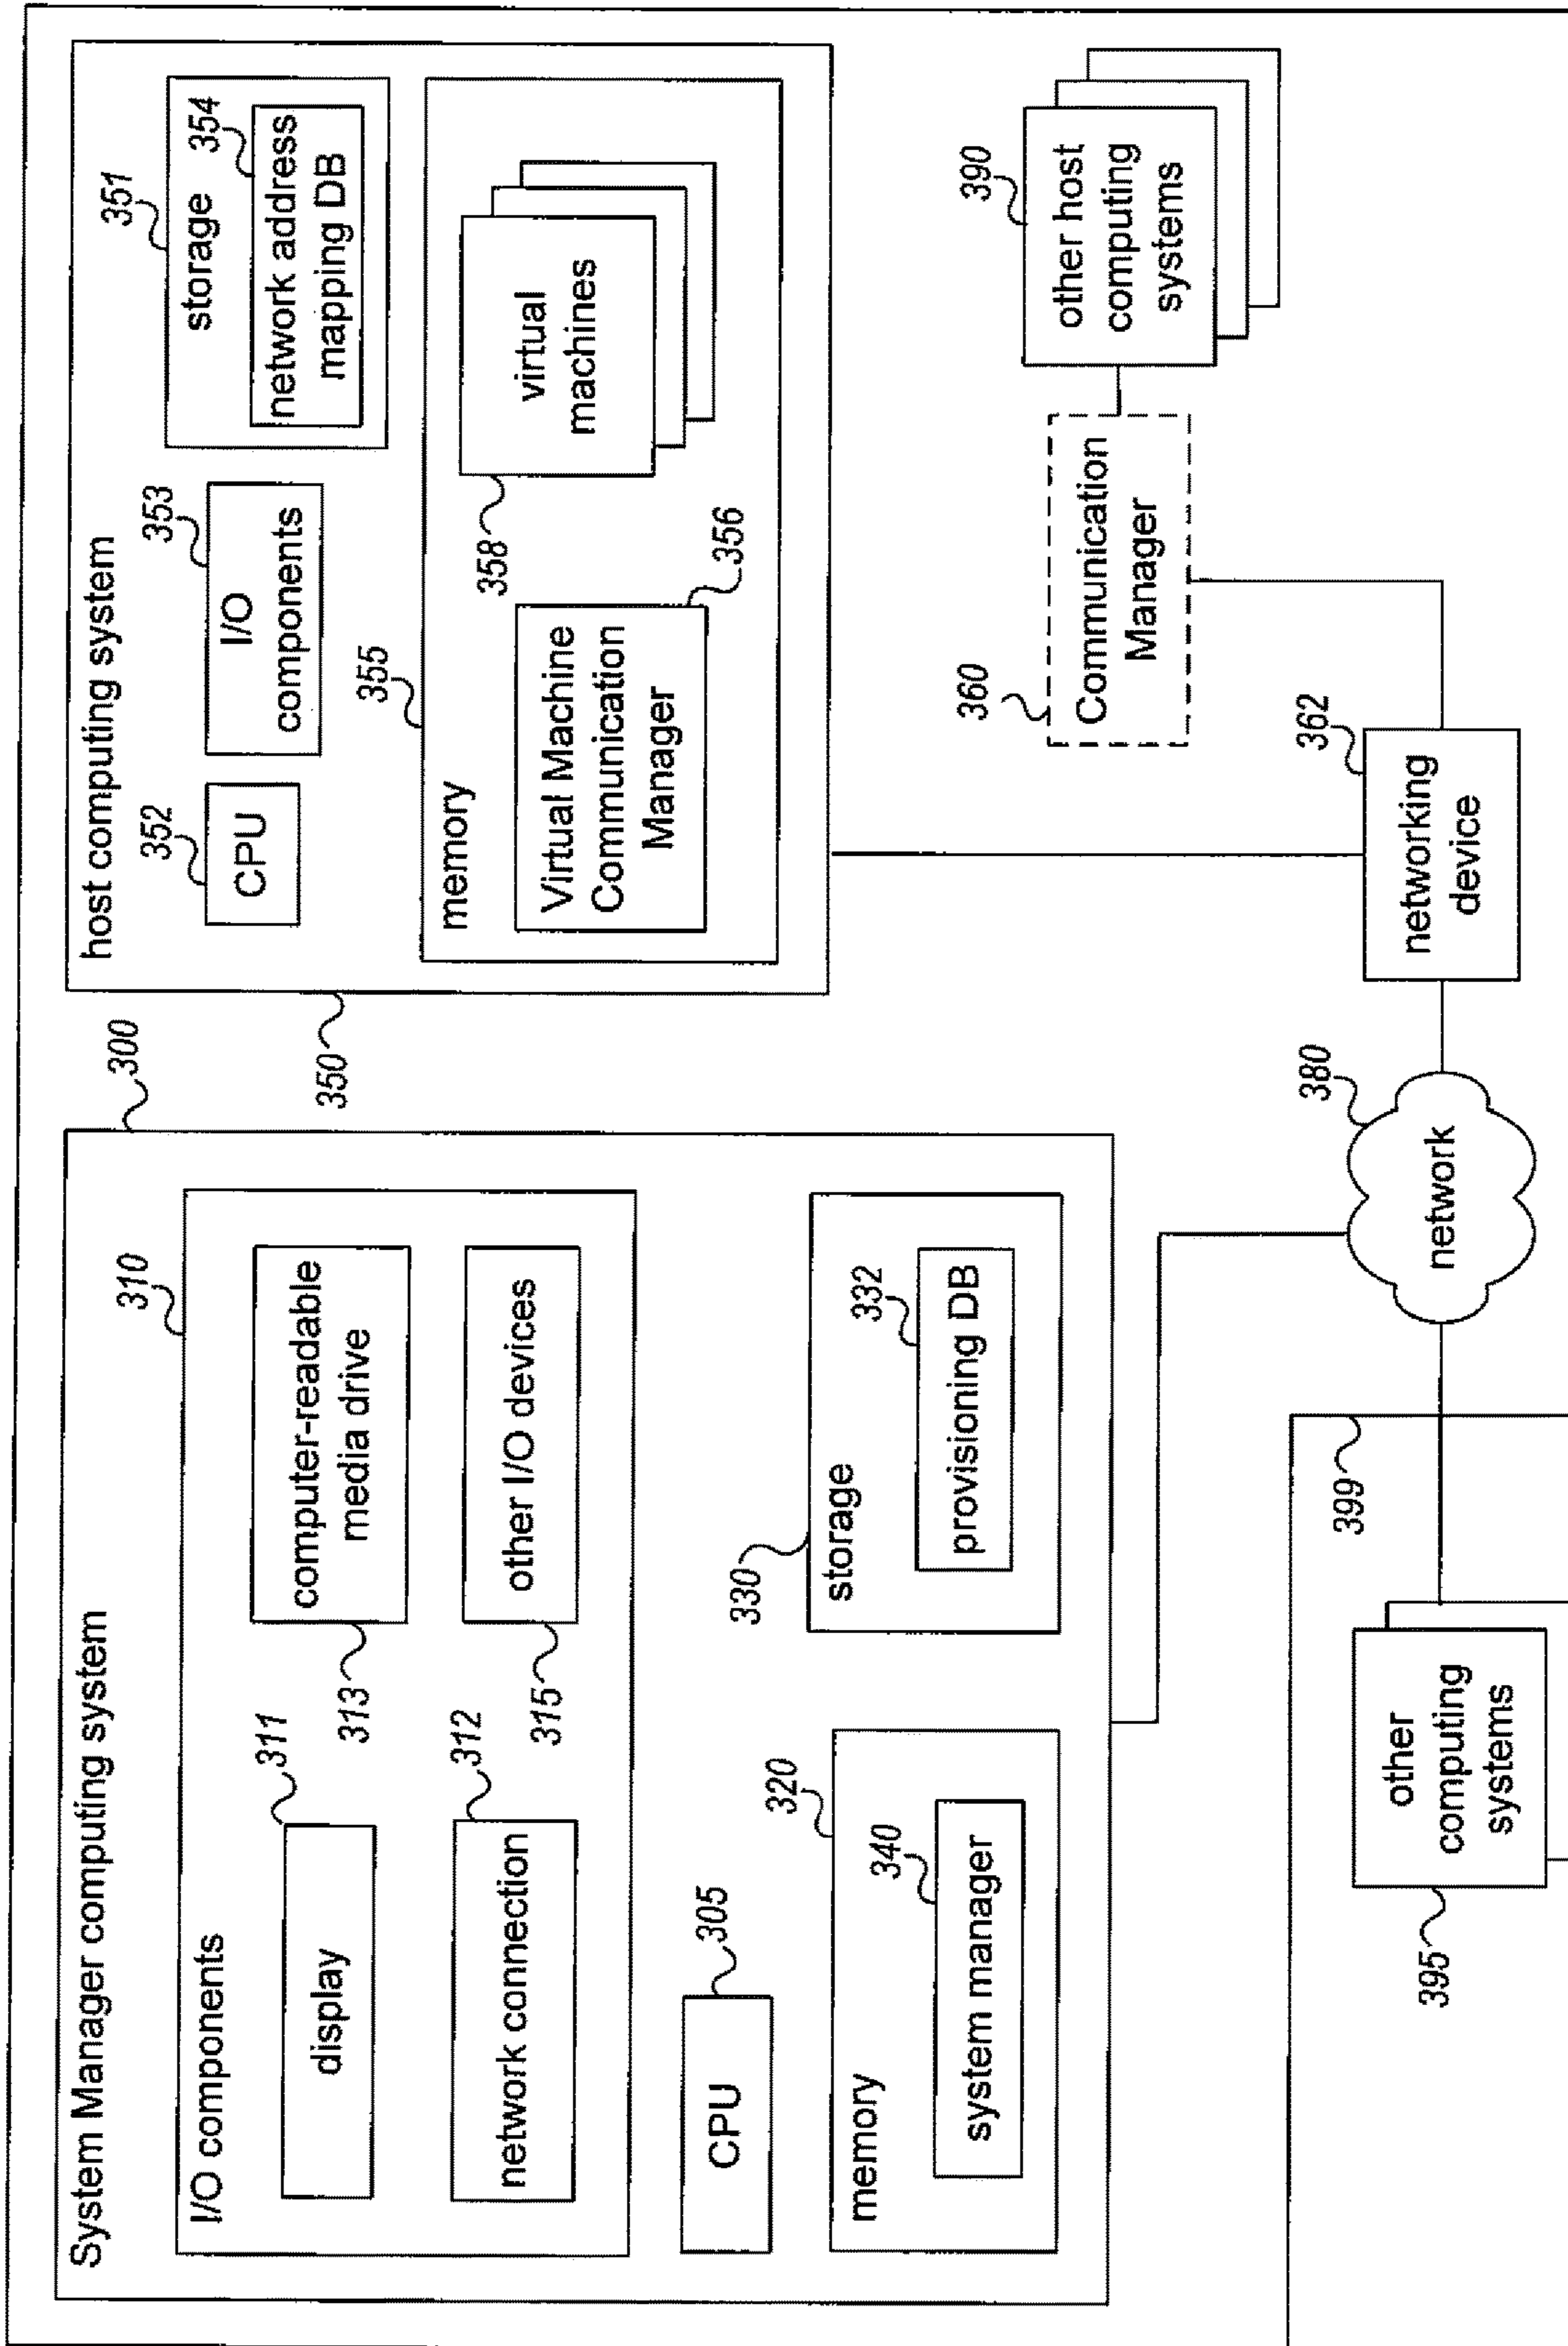 System Manager computing system
300
I/O components
310
display
311
computer-readable
media drive
313
network connection
312
other I/O devices
315
CPU
305
memory
320
system manager
340
storage
330
provisioning DB
332
host computing system
350
CPU
352
I/O
components
353
storage
351
network address
mapping DB
354
memory
355
Virtual Machine
Communication
Manager
356
virtual
machines
358
other
computing
systems
395
399
network
380
networking
device
362
Communication
Manager
360
other host
computing
systems
390